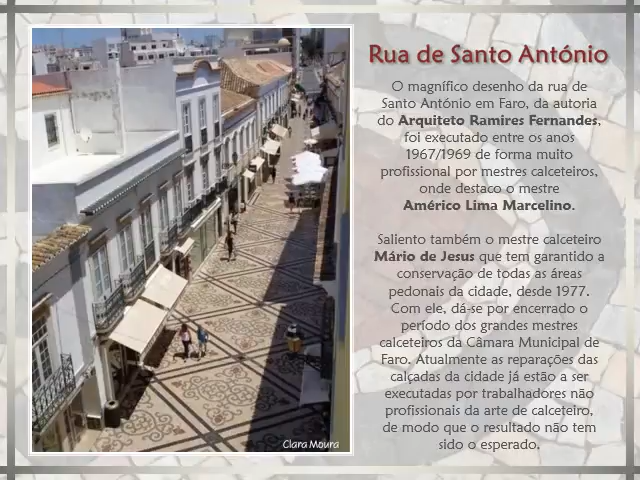 Rua de Santo António
O magnífico desenho da rua de
Santo António em Faro, da autoria
do Arquiteto Ramires Fernandes,
foi executado entre os anos
1967/1969 de forma muito
profissional por mestres calceteiros,
onde destaco o mestre
Américo Lima Marcelino.
Saliento também o mestre calceteiro
Mário de Jesus que tem garantido a
conservação de todas as áreas
pedonais da cidade, desde 1977.
Com ele, dá-se por encerrado o
período dos grandes mestres
calceteiros da Câmara Municipal de
Faro. Atualmente as reparações das
calçadas da cidade já estão a ser
executadas por trabalhadores não
profissionais da arte de calceteiro,
de modo que o resultado não tem
sido o esperado.
Clara Moura